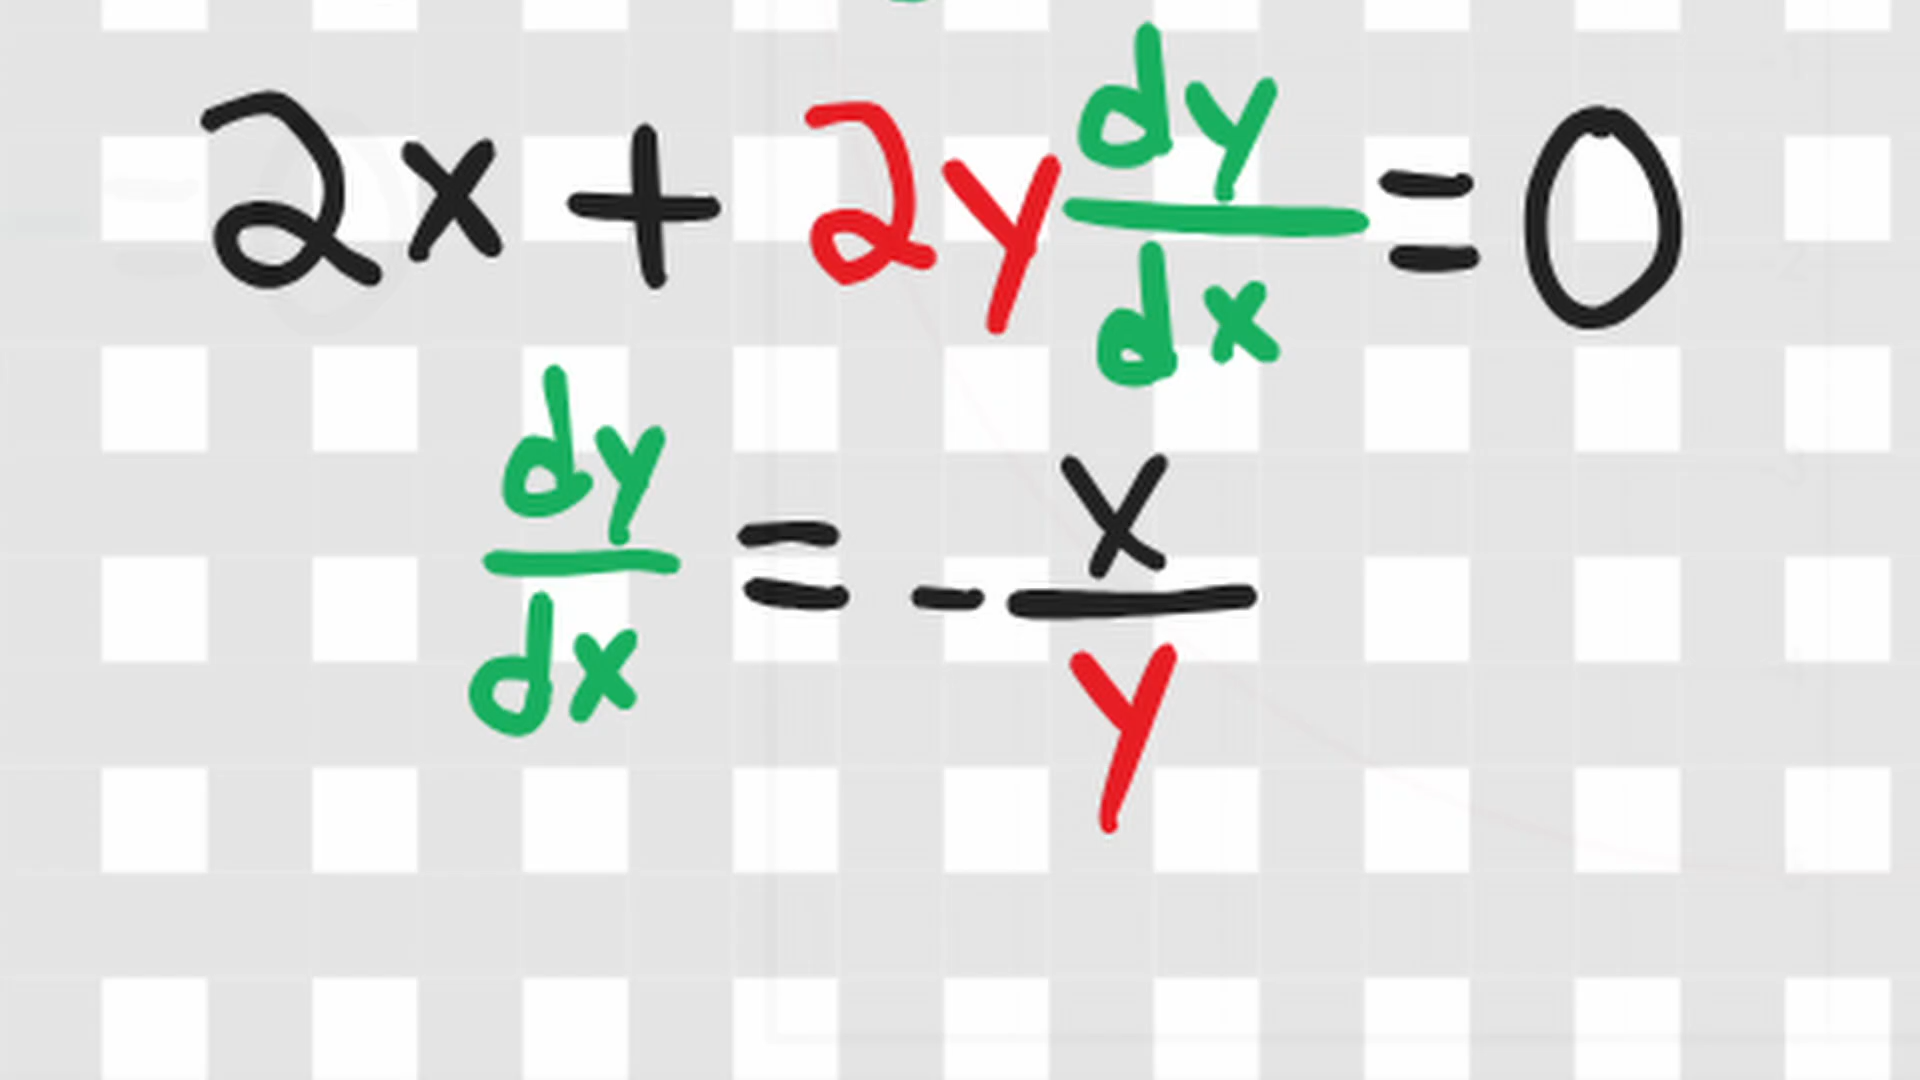 2x + 2y dy/dx = 0
dy/dx = - x/y